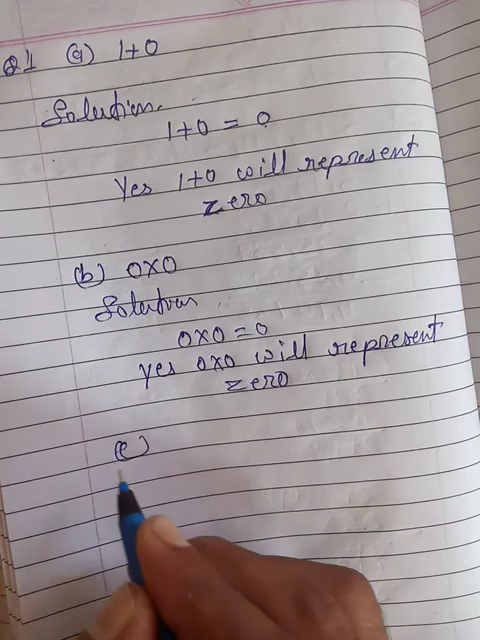 Q1 (a) 1+0
Solution.
1+0 = 0
Yes 1+0 will represent
zero
(b) 0x0
Solution.
0x0 = 0
yes 0x0 will represent
zero
(c)